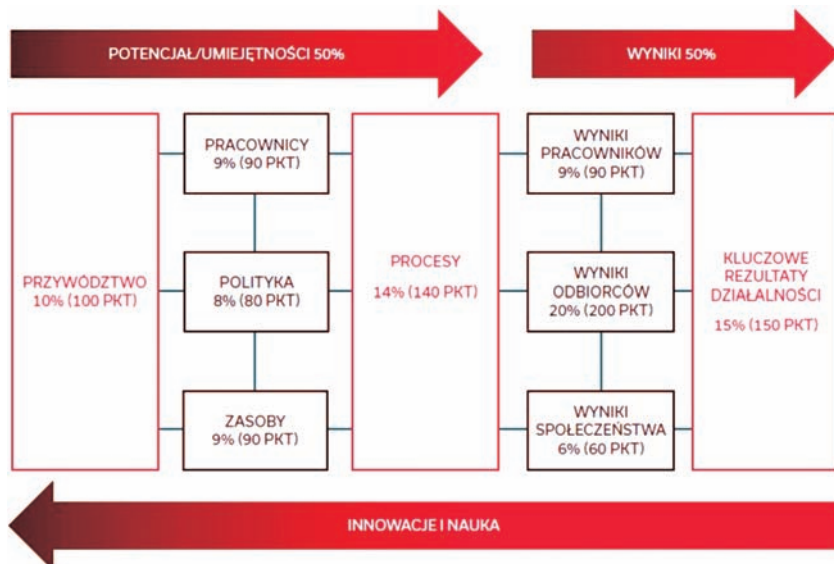 POTENCJAŁ/UMIEJĘTNOŚCI 50%
WYNIKI 50%
PRZYWÓDZTWO
10% (100 PKT)
PRACOWNICY
9% (90 PKT)
POLITYKA
8% (80 PKT)
ZASOBY
9% (90 PKT)
PROCESY
14% (140 PKT)
WYNIKI
PRACOWNIKÓW
9% (90 PKT)
WYNIKI
ODBIORCÓW
20% (200 PKT)
WYNIKI
SPOŁECZEŃSTWA
6% (60 PKT)
KLUCZOWE
REZULTATY
DZIAŁALNOŚCI
15% (150 PKT)
INNOWACJE I NAUKA